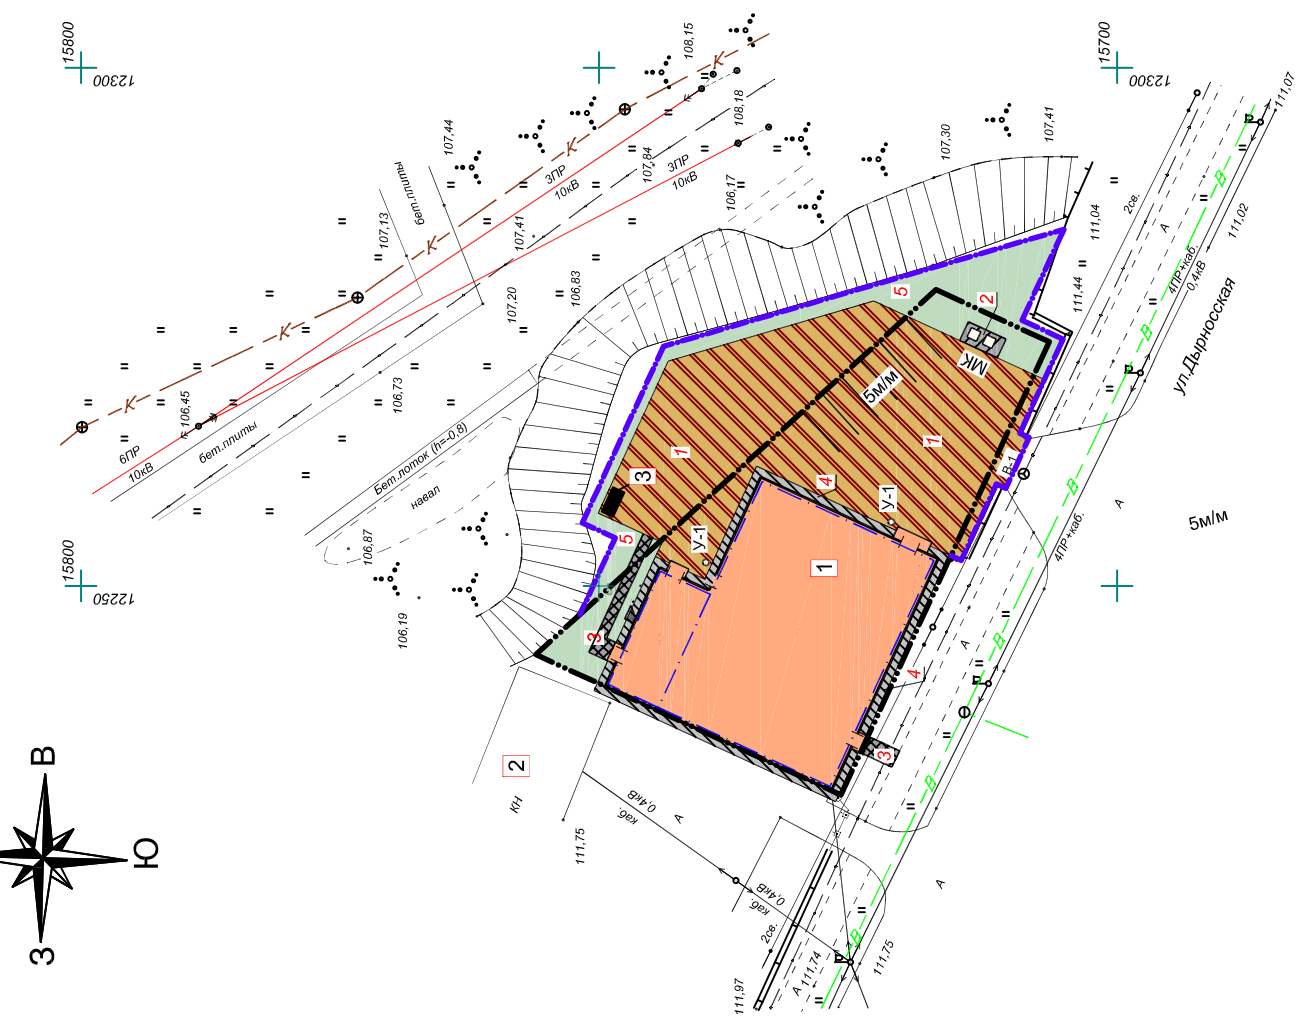 15800
12300
15700
12300
108,15
К
108,18
107,44
бет.плиты
К
3ПР
10кВ
107,84
3ПР
10кВ
106,17
107,30
107,41
111,07
107,13
К
107,41
107,20
106,83
К
К
106,45
106,73
6ПР
10кВ
бет.плиты
Бет.лоток (h=-0,8)
навал
106,87
106,19
15800
12250
2св.
А
В
111,04
111,02
111,44
4ПР+каб.
0.4кВ
В
ул.Дырносская
5
2
МК
5м/м
1
1
3
4
У-1
У-1
5
3
1
В-1
В
А
4ПР+каб.
5м/м
А
В
4
3
В
2
КН
111,75
каб.
0,4кВ
А
каб.
0,4кВ
2св.
А
В
111,74
А
111,75
111,97
В
Ю
З